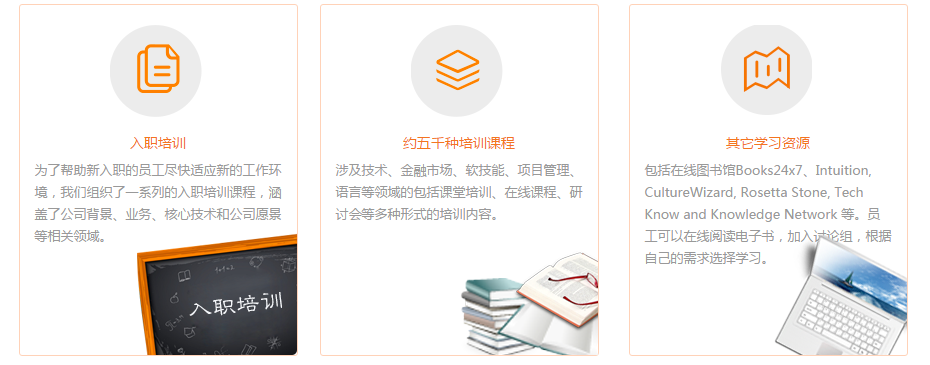 入职培训
为了帮助新入职的员工尽快适应新的工作环
境，我们组织了一系列的入职培训课程，涵
盖了公司背景、业务、核心技术和公司愿景
等相关领域。
入职培训
约五千种培训课程
涉及技术、金融市场、软技能、项目管理、
语言等领域的包括课堂培训、在线课程、研
讨会等多种形式的培训内容。
其它学习资源
包括在线图书馆Books24x7、Intuition,
CultureWizard, Rosetta Stone, Tech
Know and Knowledge Network 等。员
工可以在线阅读电子书，加入讨论组，根据
自己的需求选择学习。